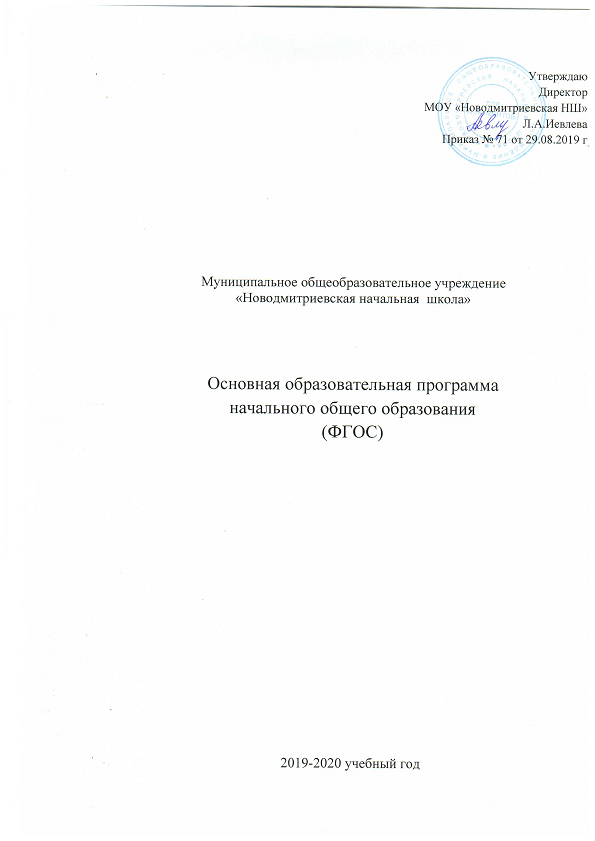 Утверждаю
Директор
МОУ «Новодмитриевская НШ»
Л.А.Иевлева
Приказ № 71 от 29.08.2019 г
Муниципальное общеобразовательное учреждение
«Новодмитриевская начальная школа»
Основная образовательная программа
начального общего образования
(ФГОС)
2019-2020 учебный год